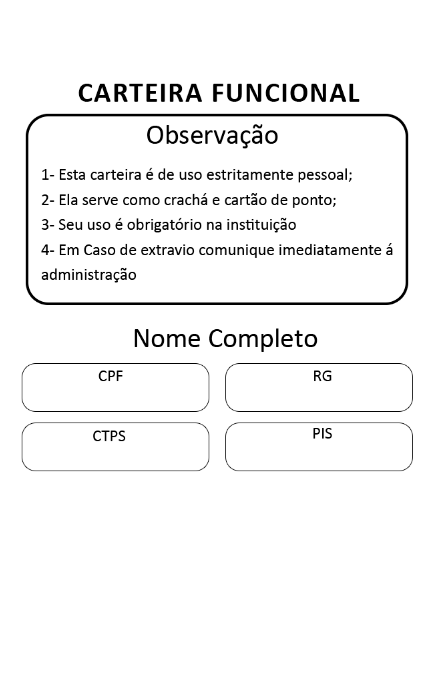 CARTEIRA FUNCIONAL
Observação
1- Esta carteira é de uso estritamente pessoal;
2- Ela serve como crachá e cartão de ponto;
3- Seu uso é obrigatório na instituição
4- Em Caso de extravio comunique imediatamente á
administração
Nome Completo
CPF
RG
CTPS
PIS